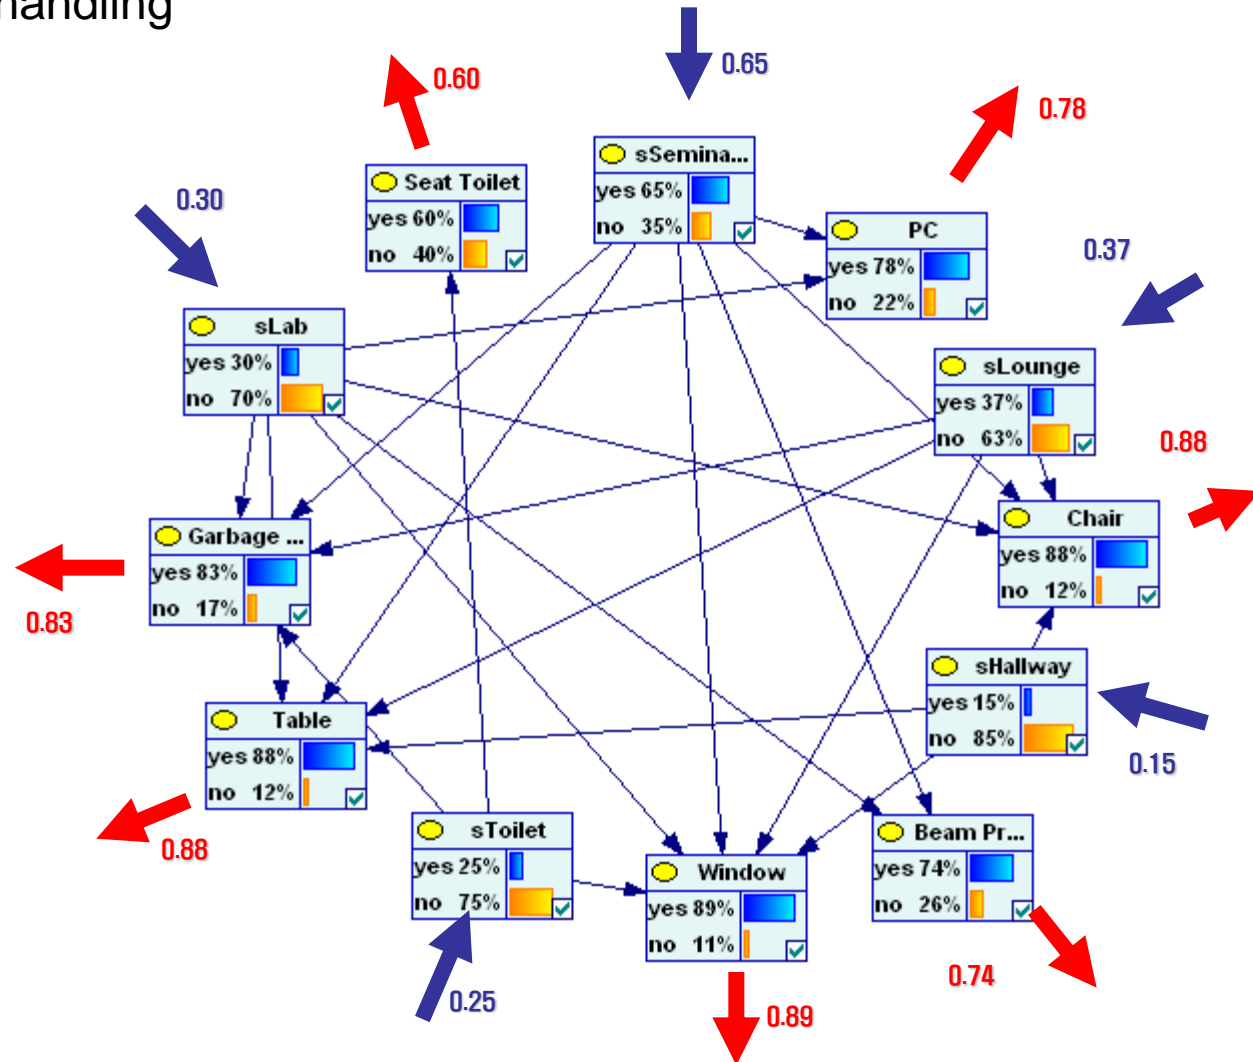 handling
0.65
0.60
0.78
sSemina...
yes 65%
no 35%
Seat Toilet
yes 60%
no 40%
0.30
PC
yes 78%
no 22%
0.37
sLab
yes 30%
no 70%
sLounge
yes 37%
no 63%
0.88
Garbage ...
yes 83%
no 17%
0.83
Chair
yes 88%
no 12%
sHallway
yes 15%
no 85%
0.15
Table
yes 88%
no 12%
0.88
sToilet
yes 25%
no 75%
0.25
Window
yes 89%
no 11%
0.89
Beam Pr...
yes 74%
no 26%
0.74